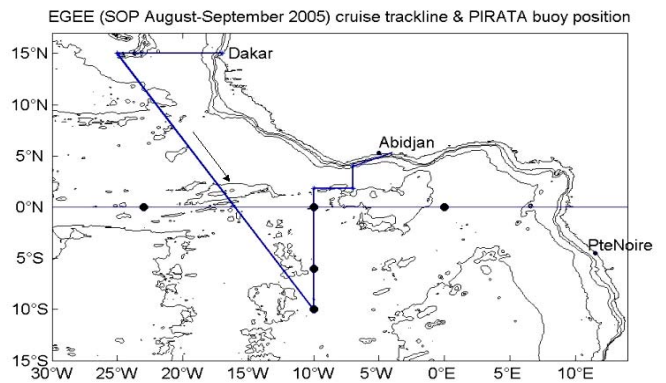 EGEE (SOP August-September 2005) cruise trackline & PIRATA buoy position
15°N
Dakar
10°N
Abidjan
5°N
0°N
PteNoire
5°S
10°S
15°S
30°W 25°W 20°W 15°W 10°W 5°W 0°E 5°E 10°E